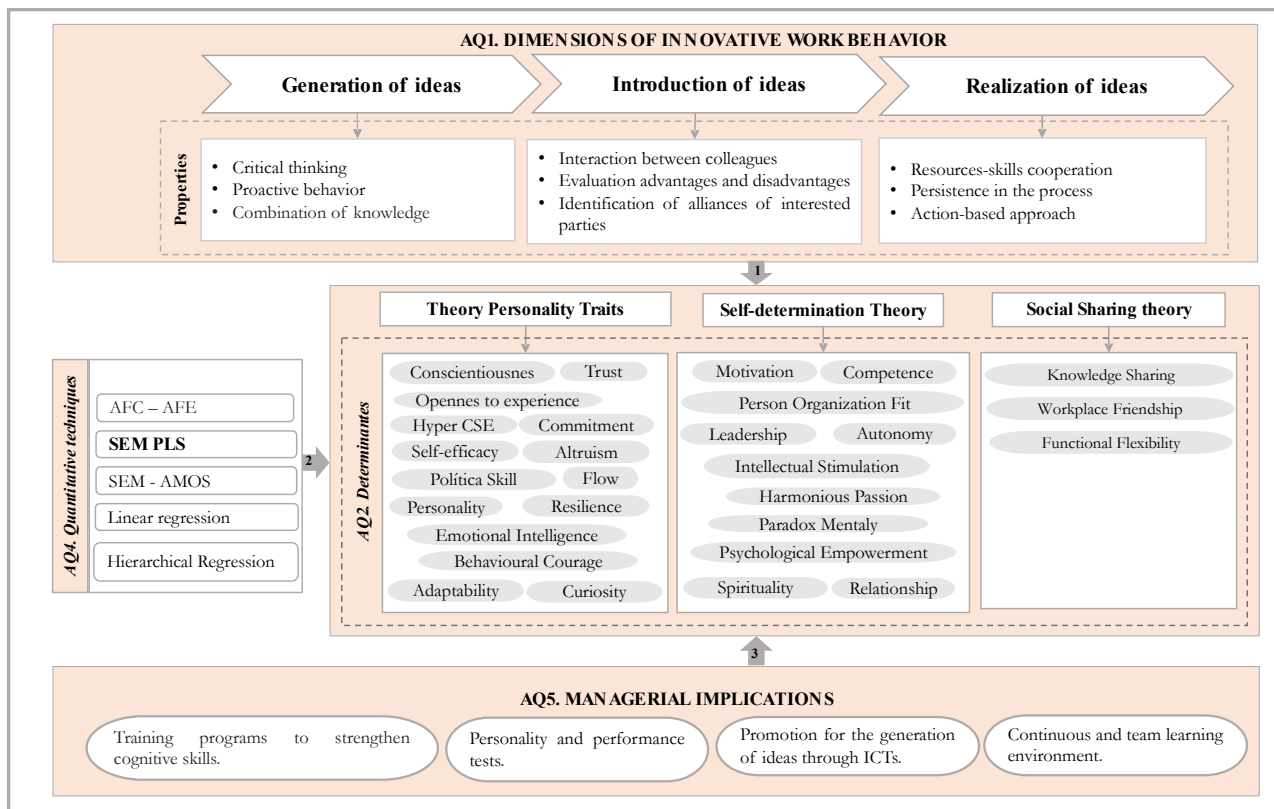 AQ1. DIMENSIONS OF INNOVATIVE WORK BEHAVIOR
Generation of ideas
Introduction of ideas
Realization of ideas
Properties
• Critical thinking
• Proactive behavior
• Combination of knowledge
• Interaction between colleagues
• Evaluation advantages and disadvantages
• Identification of alliances of interested
parties
• Resources-skills cooperation
• Persistence in the process
• Action-based approach
1
AQ4. Quantitative techniques
AFC – AFE
SEM PLS
SEM - AMOS
Linear regression
Hierarchical Regression
2
AQ2. Determinantes
Theory Personality Traits
Conscientiousnes
Trust
Opennes to experience
Hyper CSE
Commitment
Self-efficacy
Altruism
Política Skill
Flow
Personality
Resilience
Emotional Intelligence
Behavioural Courage
Adaptability
Curiosity
Self-determination Theory
Motivation
Competence
Person Organization Fit
Leadership
Autonomy
Intellectual Stimulation
Harmonious Passion
Paradox Mentaly
Psychological Empowerment
Spirituality
Relationship
Social Sharing theory
Knowledge Sharing
Workplace Friendship
Functional Flexibility
3
AQ5. MANAGERIAL IMPLICATIONS
Training programs to strengthen
cognitive skills.
Personality and performance
tests.
Promotion for the generation
of ideas through ICTs.
Continuous and team learning
environment.